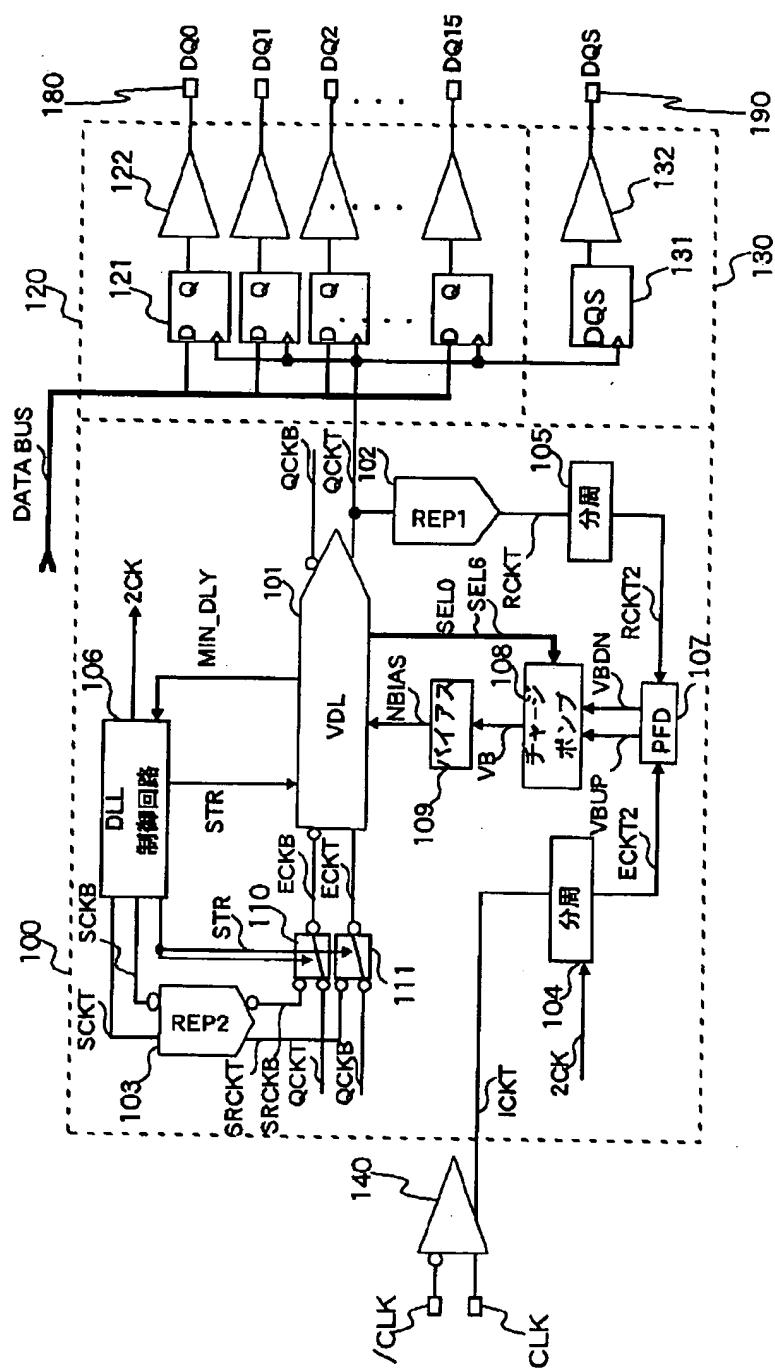 /CLK
CLK
140
ICKT
100
SCKT
SCKB
103
REP2
SRCKT
SRCKB
QCKT
QCKB
STR
110
111
ECKB
ECKT
106
DLL
制御回路
2CK
STR
MIN_DLY
101
VDL
QCKB
QCKT
102
REP1
RCKT
105
分周
RCKT2
SEL0
~SEL6
NBIAS
109
バイアス
VB
108
チャージ
ポンプ
VBUP
VBDN
107
PFD
ECKT2
104
分周
2CK
DATA BUS
120
121
122
D
Q
D
Q
D
Q
D
Q
180
DQ0
DQ1
DQ2
DQ15
130
131
DQS
132
190
DQS